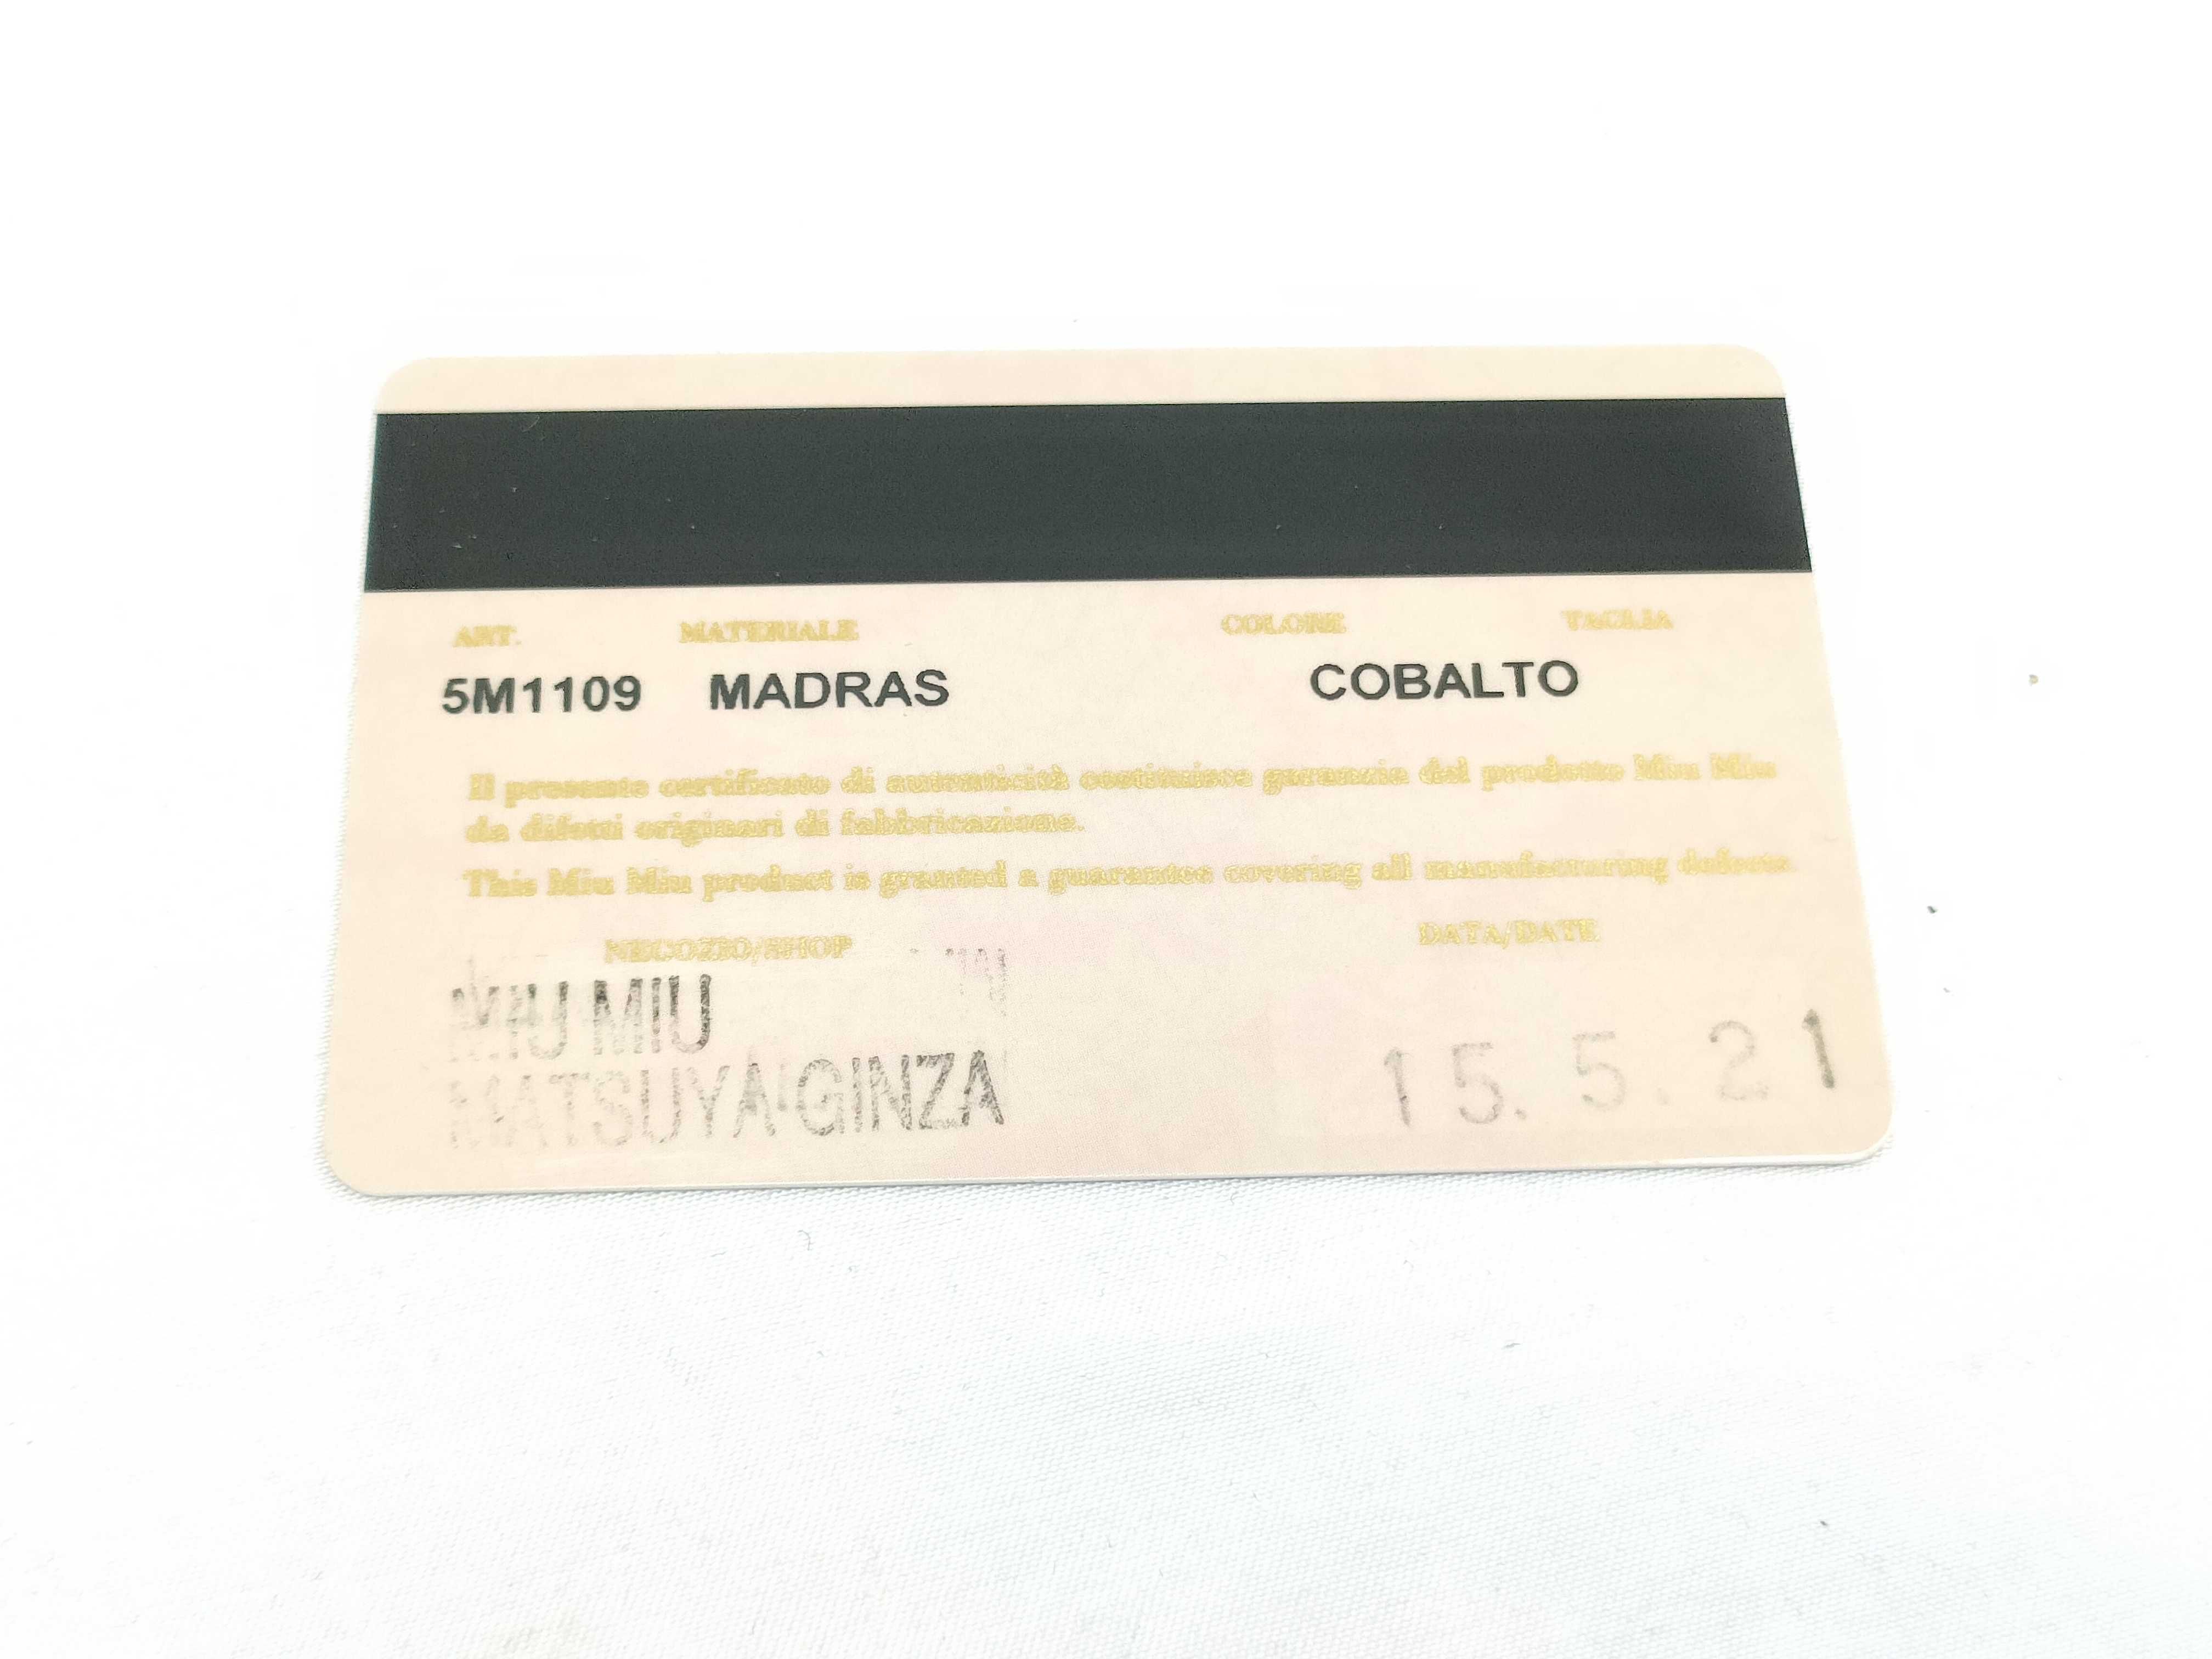 ART. MATERIALE COLORE TAGLIA
5M1109 MADRAS COBALTO
Il presente certificato di autenticità costituisce garanzia del prodotto Miu Miu
da difetti originari di fabbricazione.
This Miu Miu product is granted a guarantee covering all manufacturing defects
NEGOZIO/SHOP DATA/DATE
MIU MIU
MATSUYA GINZA 15. 5. 21